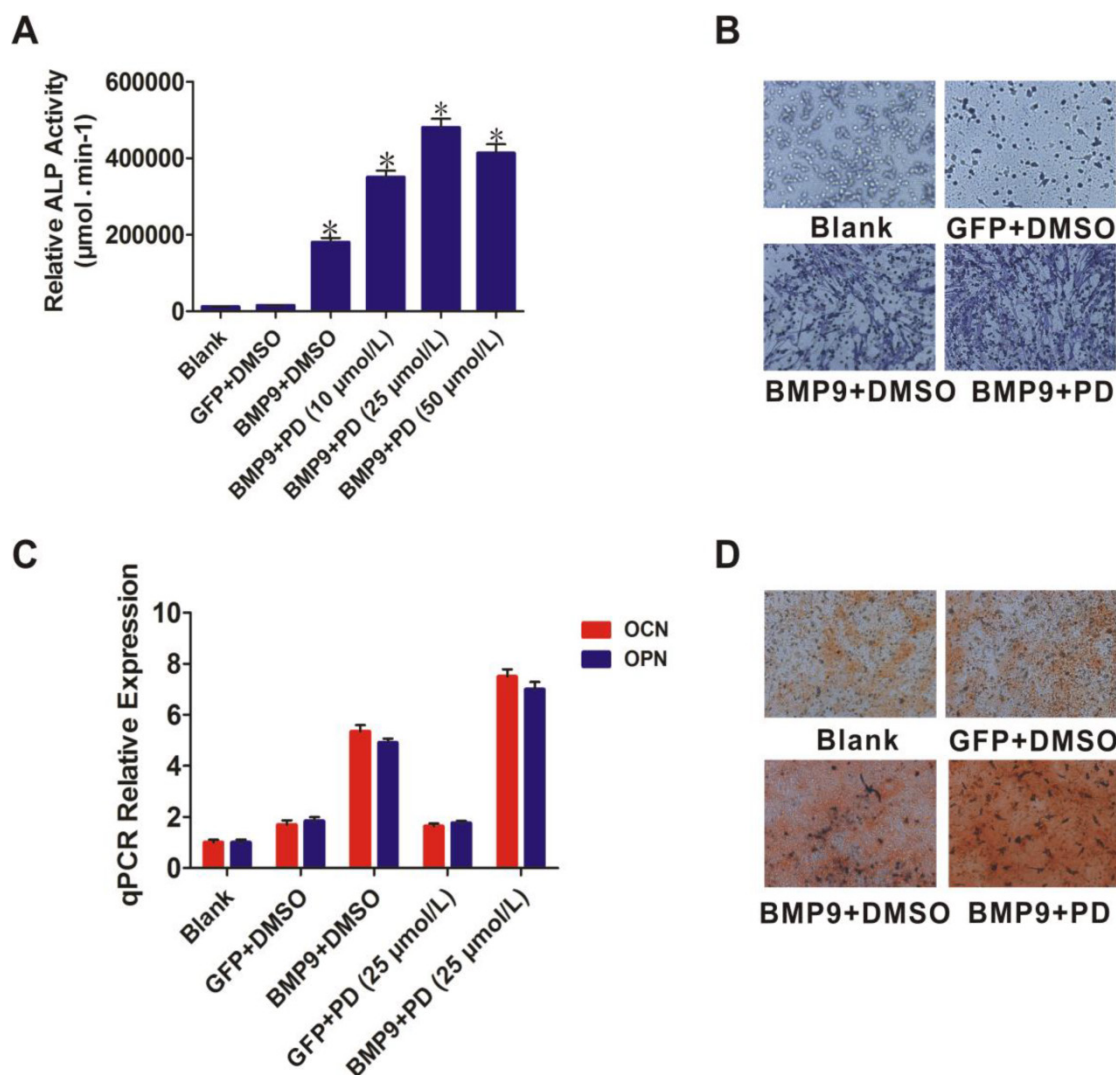 A
Relative ALP Activity
(µmol · min-1)
600000
400000
200000
0
*
*
*
*
Blank
GFP+DMSO
BMP9+DMSO
BMP9+PD (10 µmol/L)
BMP9+PD (25 µmol/L)
BMP9+PD (50 µmol/L)
B
Blank
GFP+DMSO
BMP9+DMSO
BMP9+PD
C
qPCR Relative Expression
10
8
6
4
2
0
OCN
OPN
Blank
GFP+DMSO
BMP9+DMSO
GFP+PD (25 µmol/L)
BMP9+PD (25 µmol/L)
D
Blank
GFP+DMSO
BMP9+DMSO
BMP9+PD